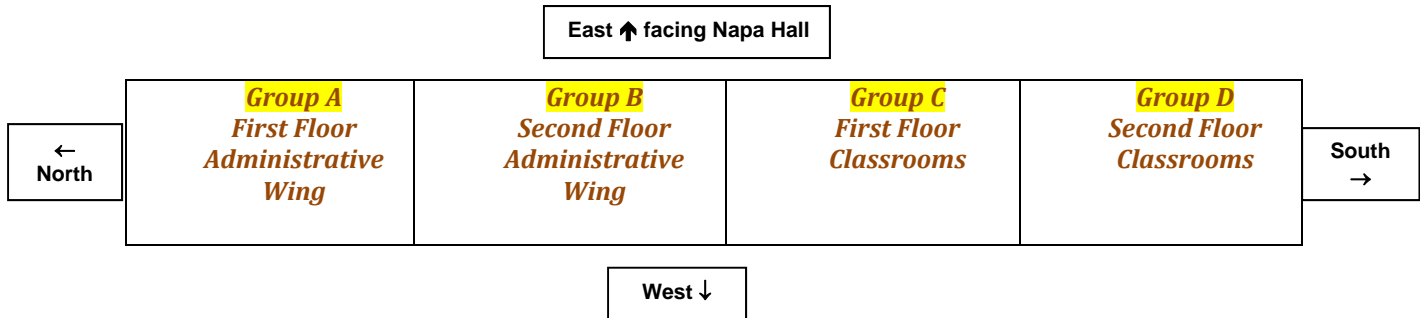 East ↑ facing Napa Hall
Group A
First Floor
Administrative
Wing
Group B
Second Floor
Administrative
Wing
Group C
First Floor
Classrooms
Group D
Second Floor
Classrooms
←
North
South
→
West ↓